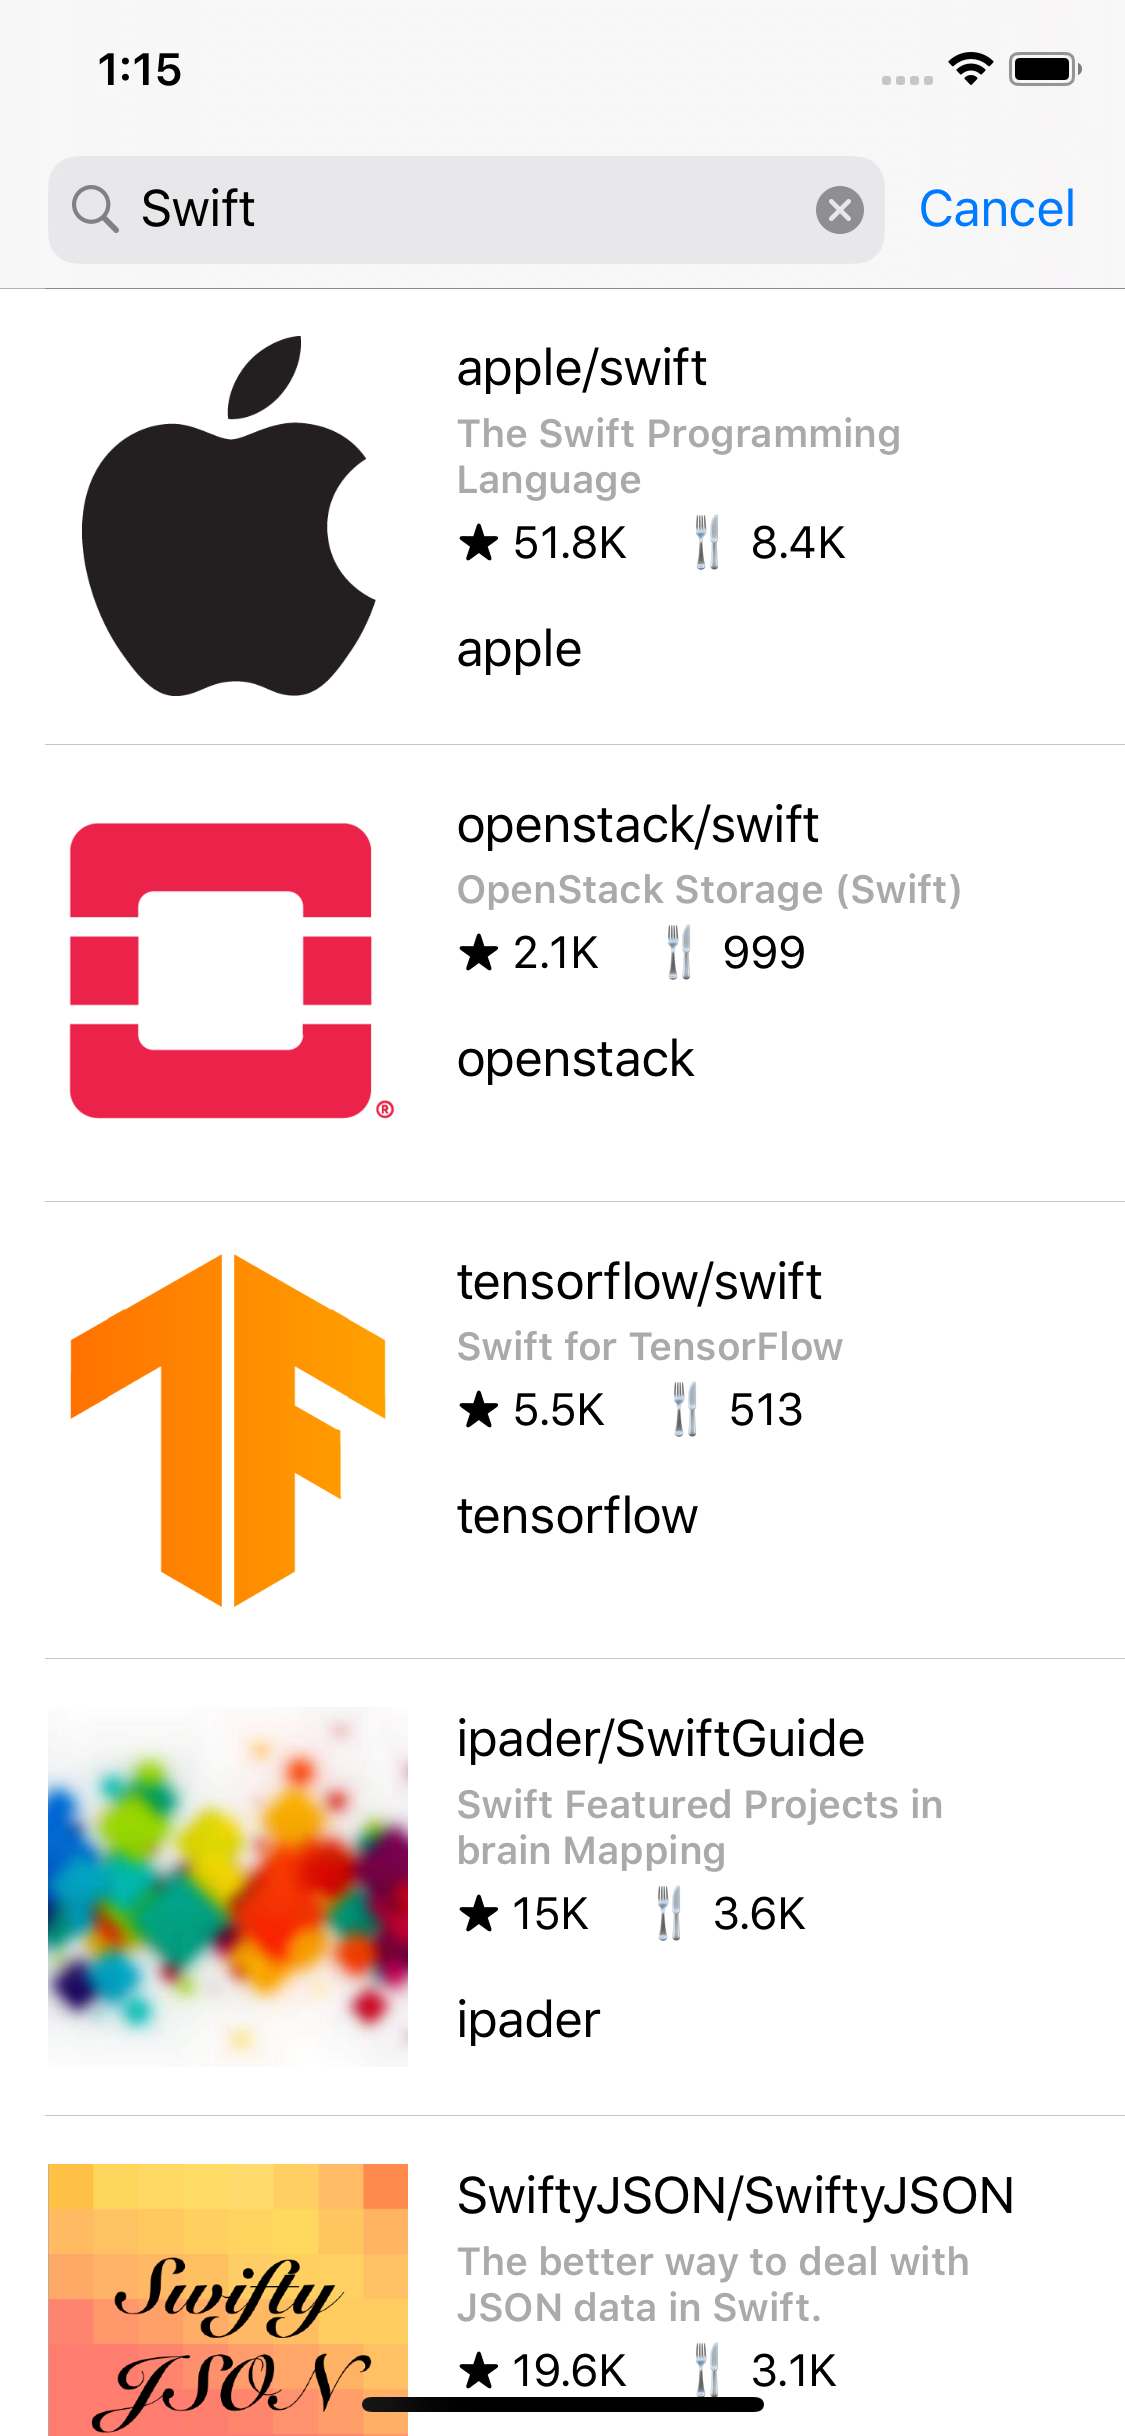 1:15
Swift
Cancel
apple/swift
The Swift Programming
Language
★ 51.8K 🍴 8.4K
apple
openstack/swift
OpenStack Storage (Swift)
★ 2.1K 🍴 999
openstack
®
tensorflow/swift
Swift for TensorFlow
★ 5.5K 🍴 513
tensorflow
ipader/SwiftGuide
Swift Featured Projects in
brain Mapping
★ 15K 🍴 3.6K
ipader
SwiftyJSON/SwiftyJSON
The better way to deal with
JSON data in Swift.
★ 19.6K 🍴 3.1K
Swifty
JSON